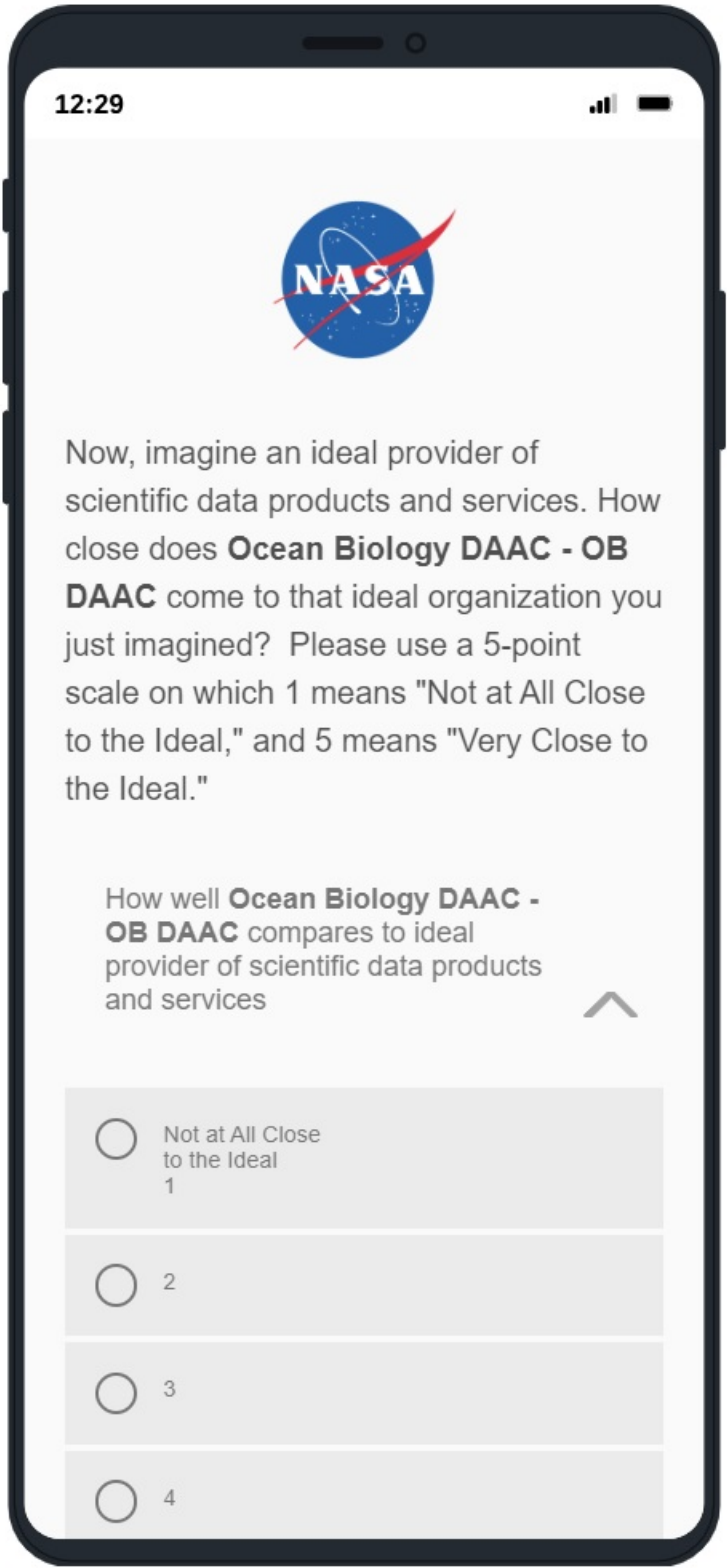 12:29
NASA
Now, imagine an ideal provider of
scientific data products and services. How
close does Ocean Biology DAAC - OB
DAAC come to that ideal organization you
just imagined?  Please use a 5-point
scale on which 1 means "Not at All Close
to the Ideal," and 5 means "Very Close to
the Ideal."
How well Ocean Biology DAAC -
OB DAAC compares to ideal
provider of scientific data products
and services
Not at All Close
to the Ideal
1
2
3
4